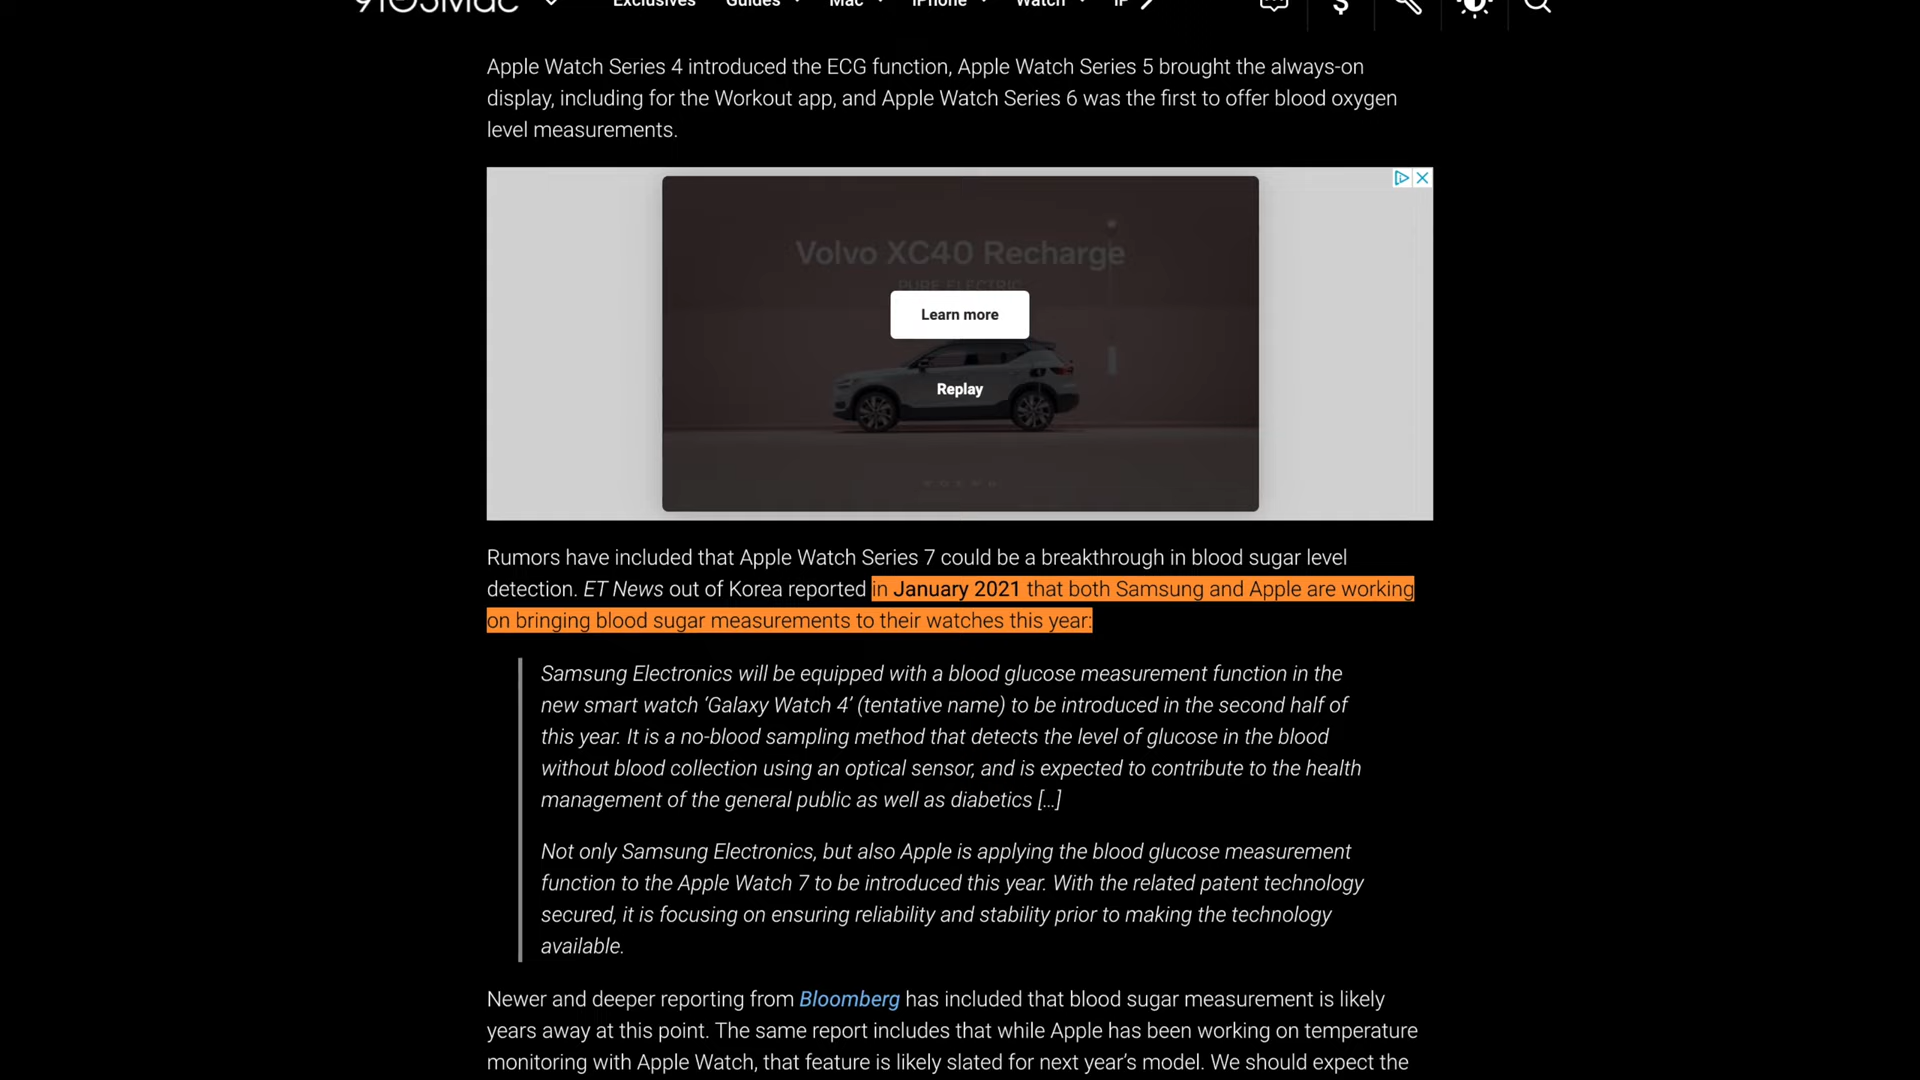 9TO5Mac
Exclusives Guides Mac iPhone Watch
Apple Watch Series 4 introduced the ECG function, Apple Watch Series 5 brought the always-on
display, including for the Workout app, and Apple Watch Series 6 was the first to offer blood oxygen
level measurements.
Volvo XC40 Recharge
PURE ELECTRIC
Learn more
Replay
VOLVO
Rumors have included that Apple Watch Series 7 could be a breakthrough in blood sugar level
detection. ET News out of Korea reported in January 2021 that both Samsung and Apple are working
on bringing blood sugar measurements to their watches this year:
Samsung Electronics will be equipped with a blood glucose measurement function in the
new smart watch ‘Galaxy Watch 4’ (tentative name) to be introduced in the second half of
this year. It is a no-blood sampling method that detects the level of glucose in the blood
without blood collection using an optical sensor, and is expected to contribute to the health
management of the general public as well as diabetics […]
Not only Samsung Electronics, but also Apple is applying the blood glucose measurement
function to the Apple Watch 7 to be introduced this year. With the related patent technology
secured, it is focusing on ensuring reliability and stability prior to making the technology
available.
Newer and deeper reporting from Bloomberg has included that blood sugar measurement is likely
years away at this point. The same report includes that while Apple has been working on temperature
monitoring with Apple Watch, that feature is likely slated for next year’s model. We should expect the